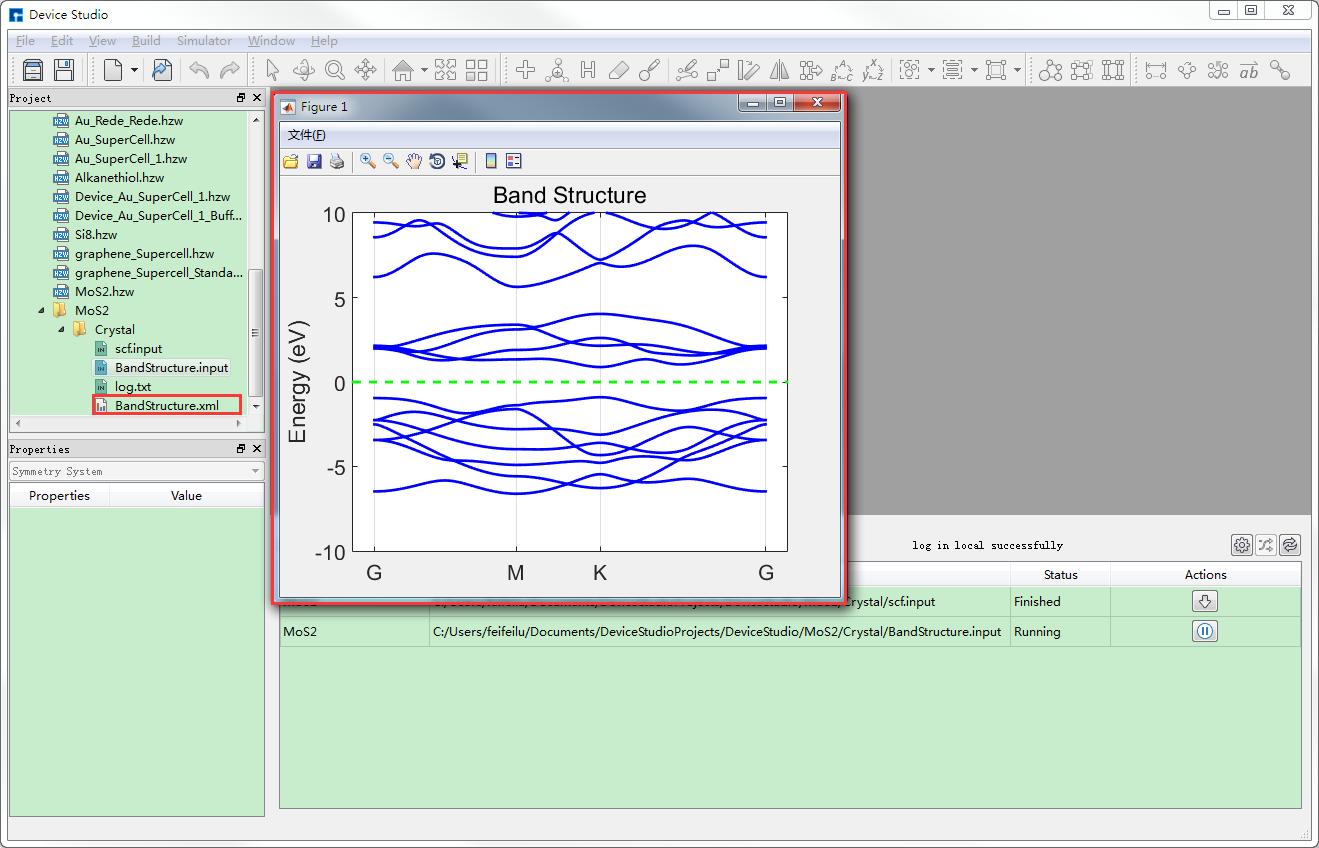 Device Studio
File Edit View Build Simulator Window Help
Project
Au_Rede_Rede.hzw
Au_SuperCell.hzw
Au_SuperCell_1.hzw
Alkanethiol.hzw
Device_Au_SuperCell_1.hzw
Device_Au_SuperCell_1_Buff...
Si8.hzw
graphene_Supercell.hzw
graphene_Supercell_Standa...
MoS2.hzw
MoS2
Crystal
scf.input
BandStructure.input
log.txt
BandStructure.xml
Properties
Symmetry System
Properties Value
Figure 1
文件(F)
Band Structure
Energy (eV)
10
5
0
-5
-10
G M K G
log in local successfully
Status Actions
Crystal/scf.input Finished
MoS2 C:/Users/feifeilu/Documents/DeviceStudioProjects/DeviceStudio/MoS2/Crystal/BandStructure.input Running